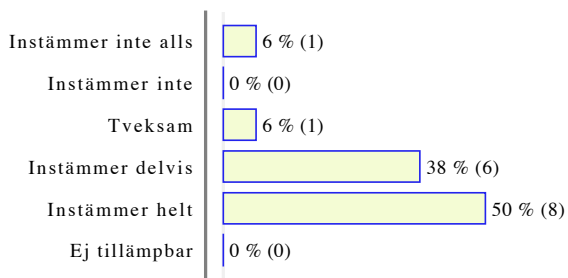 Instämmer inte alls 6 % (1)
Instämmer inte 0 % (0)
Tveksam 6 % (1)
Instämmer delvis 38 % (6)
Instämmer helt 50 % (8)
Ej tillämpbar 0 % (0)